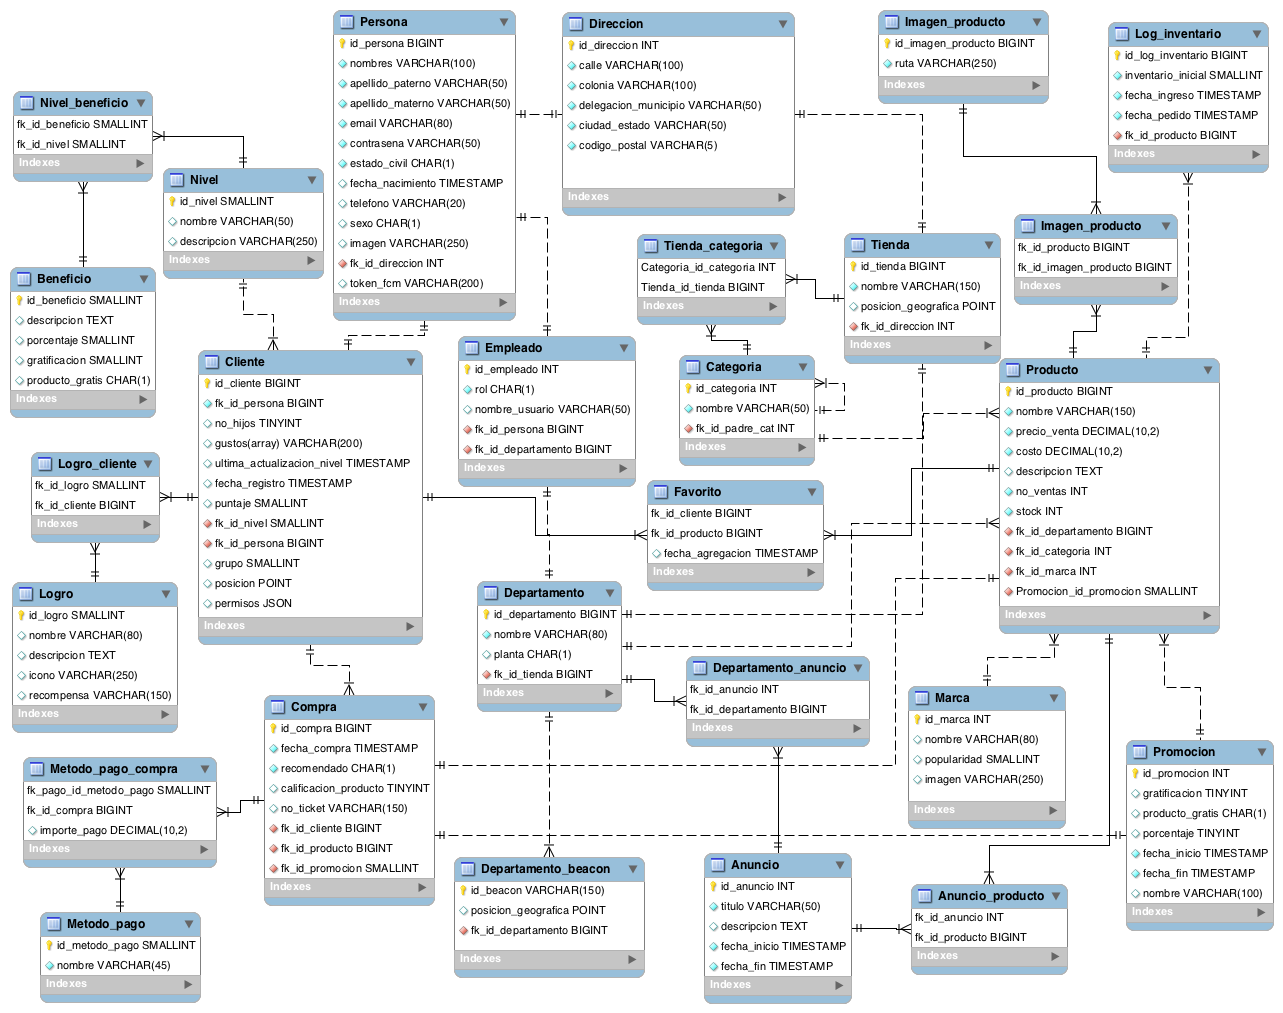 Persona
id_persona BIGINT
nombres VARCHAR(100)
apellido_paterno VARCHAR(50)
apellido_materno VARCHAR(50)
email VARCHAR(80)
contrasena VARCHAR(50)
estado_civil CHAR(1)
fecha_nacimiento TIMESTAMP
telefono VARCHAR(20)
sexo CHAR(1)
imagen VARCHAR(250)
fk_id_direccion INT
token_fcm VARCHAR(200)
Indexes
Direccion
id_direccion INT
calle VARCHAR(100)
colonia VARCHAR(100)
delegacion_municipio VARCHAR(50)
ciudad_estado VARCHAR(50)
codigo_postal VARCHAR(5)
Indexes
Imagen_producto
id_imagen_producto BIGINT
ruta VARCHAR(250)
Indexes
Log_inventario
id_log_inventario BIGINT
inventario_inicial SMALLINT
fecha_ingreso TIMESTAMP
fecha_pedido TIMESTAMP
fk_id_producto BIGINT
Indexes
Nivel_beneficio
fk_id_beneficio SMALLINT
fk_id_nivel SMALLINT
Indexes
Nivel
id_nivel SMALLINT
nombre VARCHAR(50)
descripcion VARCHAR(250)
Indexes
Beneficio
id_beneficio SMALLINT
descripcion TEXT
porcentaje SMALLINT
gratificacion SMALLINT
producto_gratis CHAR(1)
Indexes
Tienda_categoria
Categoria_id_categoria INT
Tienda_id_tienda BIGINT
Indexes
Tienda
id_tienda BIGINT
nombre VARCHAR(150)
posicion_geografica POINT
fk_id_direccion INT
Indexes
Imagen_producto
fk_id_producto BIGINT
fk_id_imagen_producto BIGINT
Indexes
Cliente
id_cliente BIGINT
fk_id_persona BIGINT
no_hijos TINYINT
gustos(array) VARCHAR(200)
ultima_actualizacion_nivel TIMESTAMP
fecha_registro TIMESTAMP
puntaje SMALLINT
fk_id_nivel SMALLINT
fk_id_persona BIGINT
grupo SMALLINT
posicion POINT
permisos JSON
Indexes
Empleado
id_empleado INT
rol CHAR(1)
nombre_usuario VARCHAR(50)
fk_id_persona BIGINT
fk_id_departamento BIGINT
Indexes
Categoria
id_categoria INT
nombre VARCHAR(50)
fk_id_padre_cat INT
Indexes
Producto
id_producto BIGINT
nombre VARCHAR(150)
precio_venta DECIMAL(10,2)
costo DECIMAL(10,2)
descripcion TEXT
no_ventas INT
stock INT
fk_id_departamento BIGINT
fk_id_categoria INT
fk_id_marca INT
Promocion_id_promocion SMALLINT
Indexes
Logro_cliente
fk_id_logro SMALLINT
fk_id_cliente BIGINT
Indexes
Favorito
fk_id_cliente BIGINT
fk_id_producto BIGINT
fecha_agregacion TIMESTAMP
Indexes
Logro
id_logro SMALLINT
nombre VARCHAR(80)
descripcion TEXT
icono VARCHAR(250)
recompensa VARCHAR(150)
Indexes
Departamento
id_departamento BIGINT
nombre VARCHAR(80)
planta CHAR(1)
fk_id_tienda BIGINT
Indexes
Departamento_anuncio
fk_id_anuncio INT
fk_id_departamento BIGINT
Indexes
Marca
id_marca INT
nombre VARCHAR(80)
popularidad SMALLINT
imagen VARCHAR(250)
Indexes
Compra
id_compra BIGINT
fecha_compra TIMESTAMP
recomendado CHAR(1)
calificacion_producto TINYINT
no_ticket VARCHAR(150)
fk_id_cliente BIGINT
fk_id_producto BIGINT
fk_id_promocion SMALLINT
Indexes
Promocion
id_promocion INT
gratificacion TINYINT
producto_gratis CHAR(1)
porcentaje TINYINT
fecha_inicio TIMESTAMP
fecha_fin TIMESTAMP
nombre VARCHAR(100)
Indexes
Metodo_pago_compra
fk_pago_id_metodo_pago SMALLINT
fk_id_compra BIGINT
importe_pago DECIMAL(10,2)
Indexes
Departamento_beacon
id_beacon VARCHAR(150)
posicion_geografica POINT
fk_id_departamento BIGINT
Indexes
Anuncio
id_anuncio INT
titulo VARCHAR(50)
descripcion TEXT
fecha_inicio TIMESTAMP
fecha_fin TIMESTAMP
Indexes
Anuncio_producto
fk_id_anuncio INT
fk_id_producto BIGINT
Indexes
Metodo_pago
id_metodo_pago SMALLINT
nombre VARCHAR(45)
Indexes